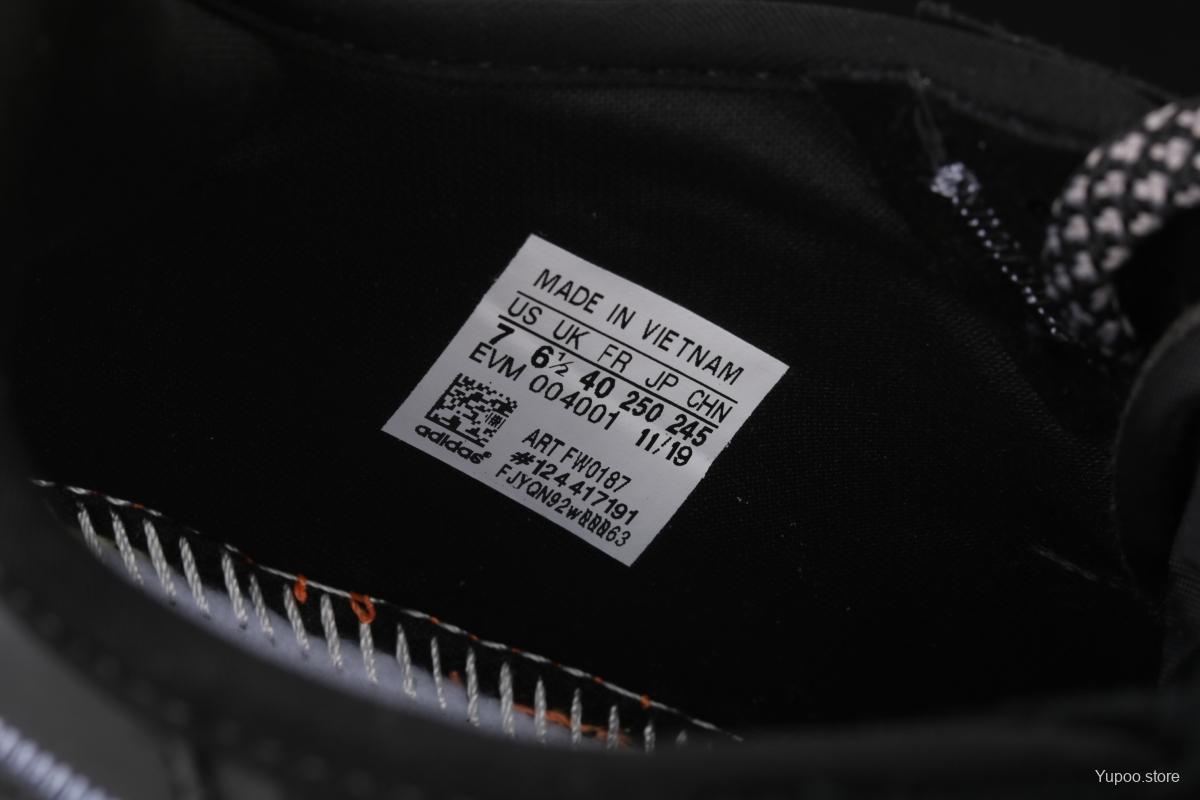 MADE IN VIETNAM
US UK FR JP CHN
7 6½ 40 250 245
EVM 004001 11/19
adidas®
ART FW0187
#124417191
Yupoo.store